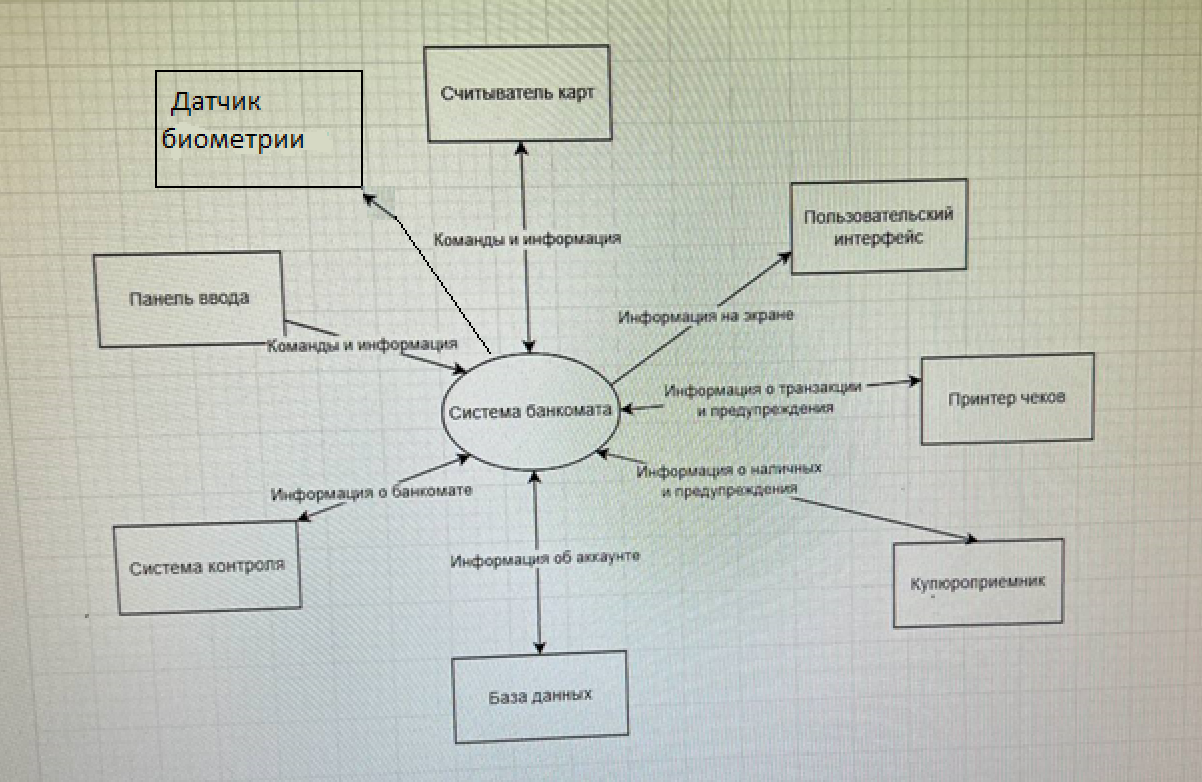 Считыватель карт
Датчик
биометрии
Пользовательский
интерфейс
Команды и информация
Панель ввода
Информация на экране
Команды и информация
Информация о транзакции
и предупреждения
Принтер чеков
Система банкомата
Информация о наличных
и предупреждения
Информация о банкомате
Информация об аккаунте
Система контроля
Купюроприемник
База данных